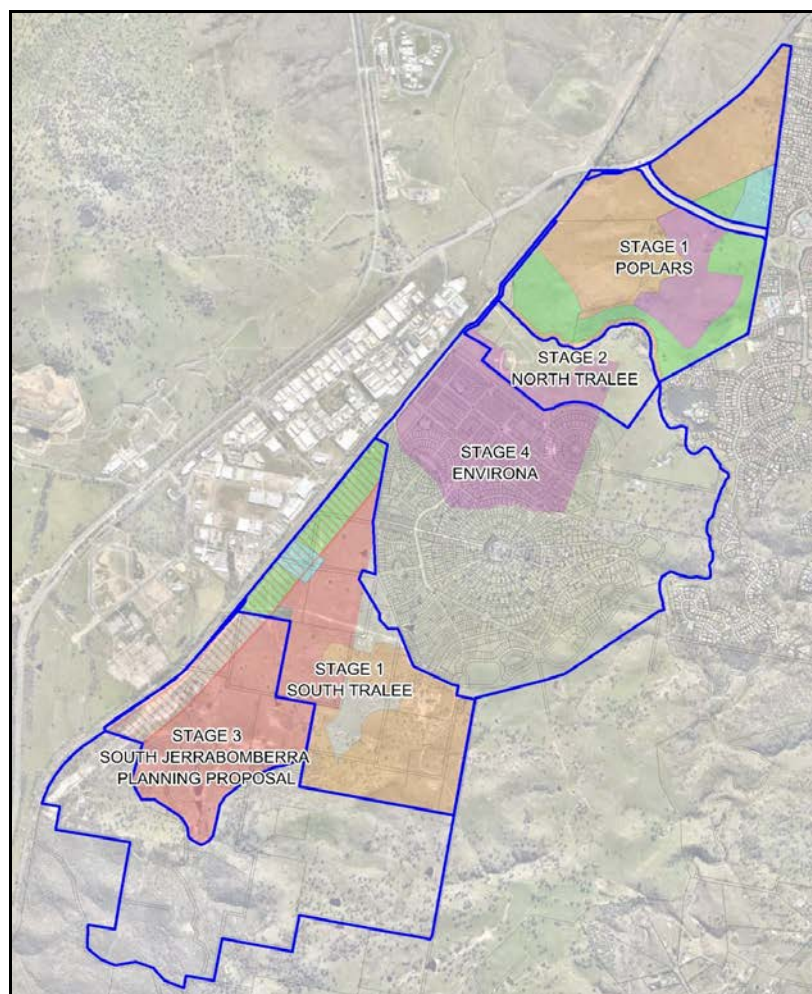 STAGE 1
POPLARS
STAGE 2
NORTH TRALEE
STAGE 4
ENVIRONA
STAGE 1
SOUTH TRALEE
STAGE 3
SOUTH JERRABOMBERRA
PLANNING PROPOSAL